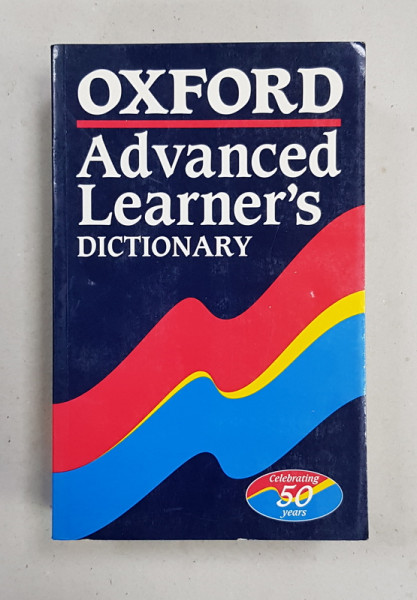 OXFORD
Advanced
Learner's
DICTIONARY
Celebrating
50
years